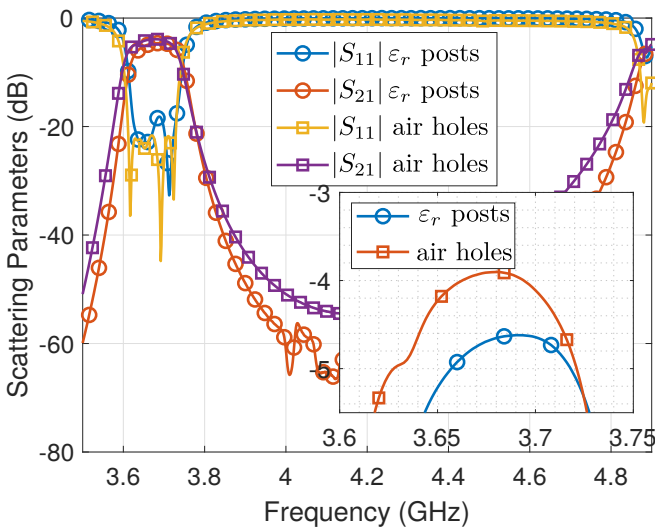 0
-20
-40
-60
-80
Scattering Parameters (dB)
3.6
3.8
4
4.2
4.4
4.6
4.8
Frequency (GHz)
|S₁₁| εᵣ posts
|S₂₁| εᵣ posts
|S₁₁| air holes
|S₂₁| air holes
-3
-4
-5
3.6
3.65
3.7
3.75
εᵣ posts
air holes